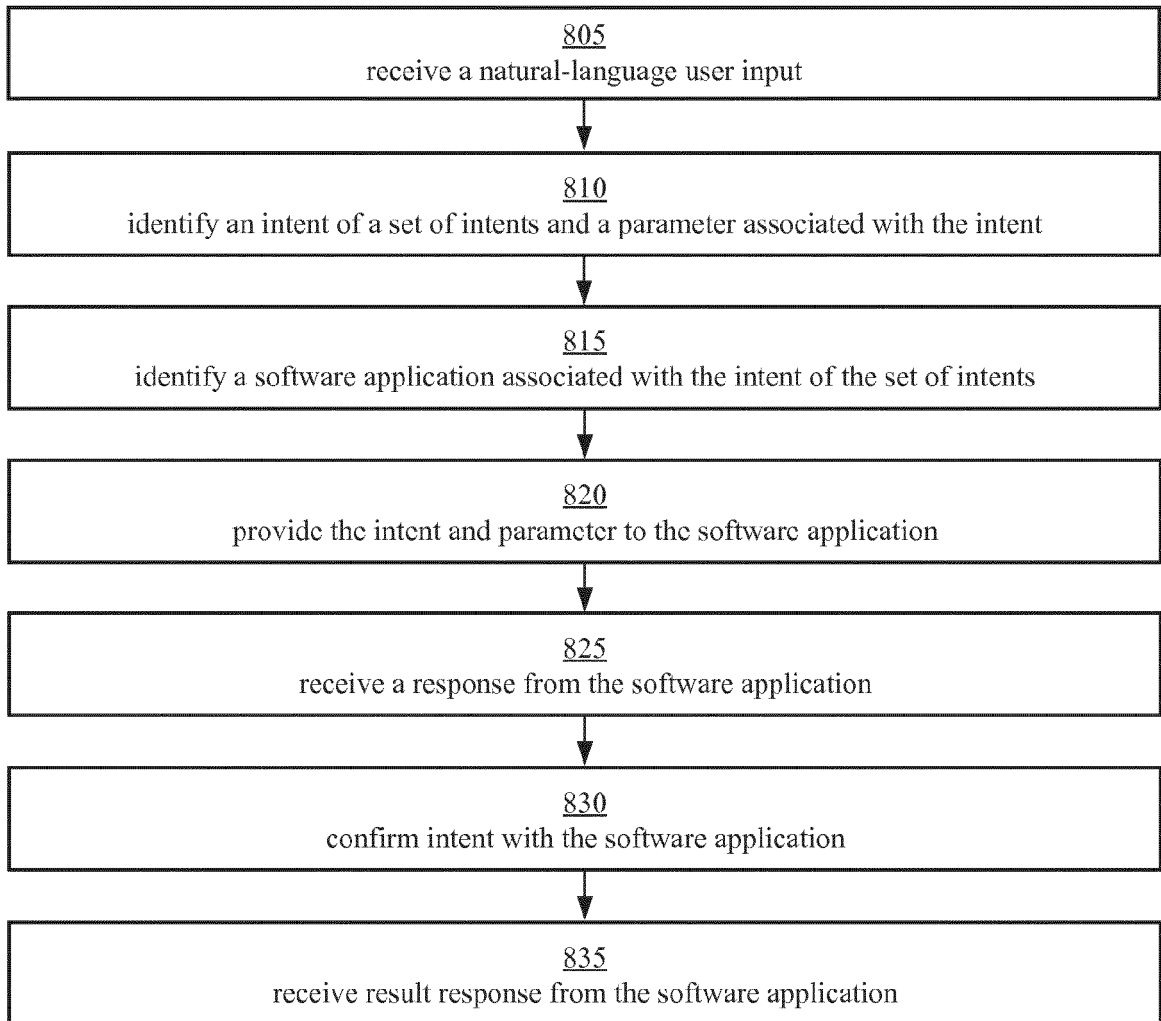 805
receive a natural-language user input
810
identify an intent of a set of intents and a parameter associated with the intent
815
identify a software application associated with the intent of the set of intents
820
provide the intent and parameter to the software application
825
receive a response from the software application
830
confirm intent with the software application
835
receive result response from the software application